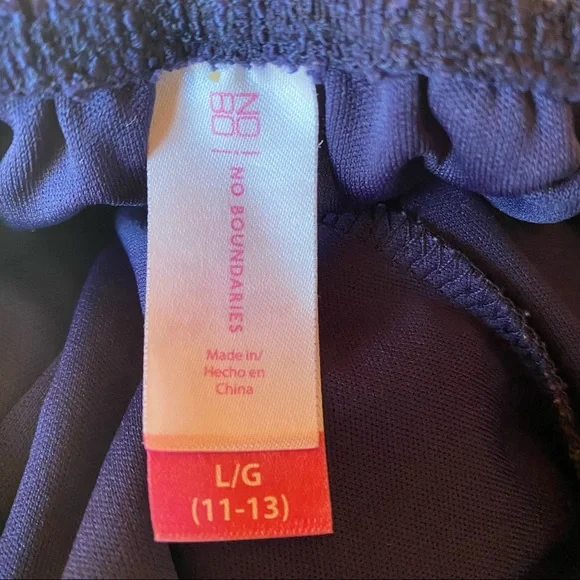 NO
BO
NO BOUNDARIES
Made in/
Hecho en
China
L/G
(11-13)